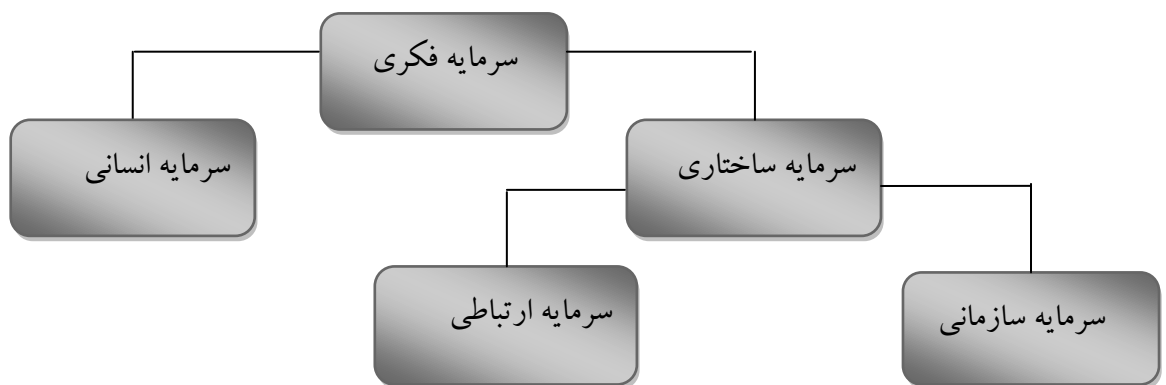 سرمایه فکری
سرمایه ساختاری
سرمایه انسانی
سرمایه سازمانی
سرمایه ارتباطی